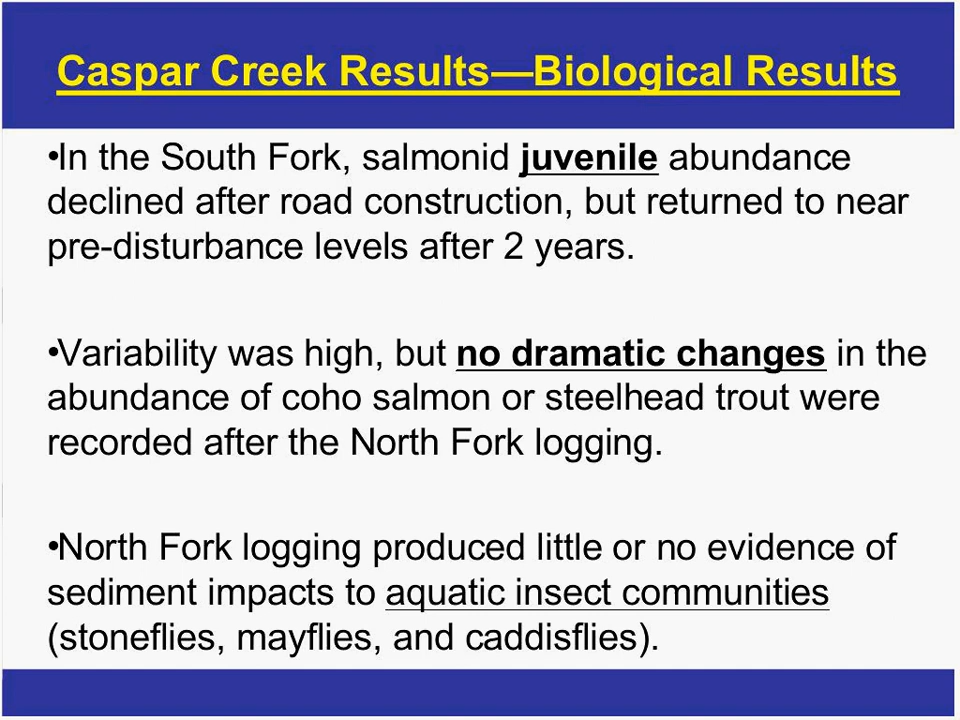 Caspar Creek Results—Biological Results
•In the South Fork, salmonid juvenile abundance
declined after road construction, but returned to near
pre-disturbance levels after 2 years.
•Variability was high, but no dramatic changes in the
abundance of coho salmon or steelhead trout were
recorded after the North Fork logging.
•North Fork logging produced little or no evidence of
sediment impacts to aquatic insect communities
(stoneflies, mayflies, and caddisflies).